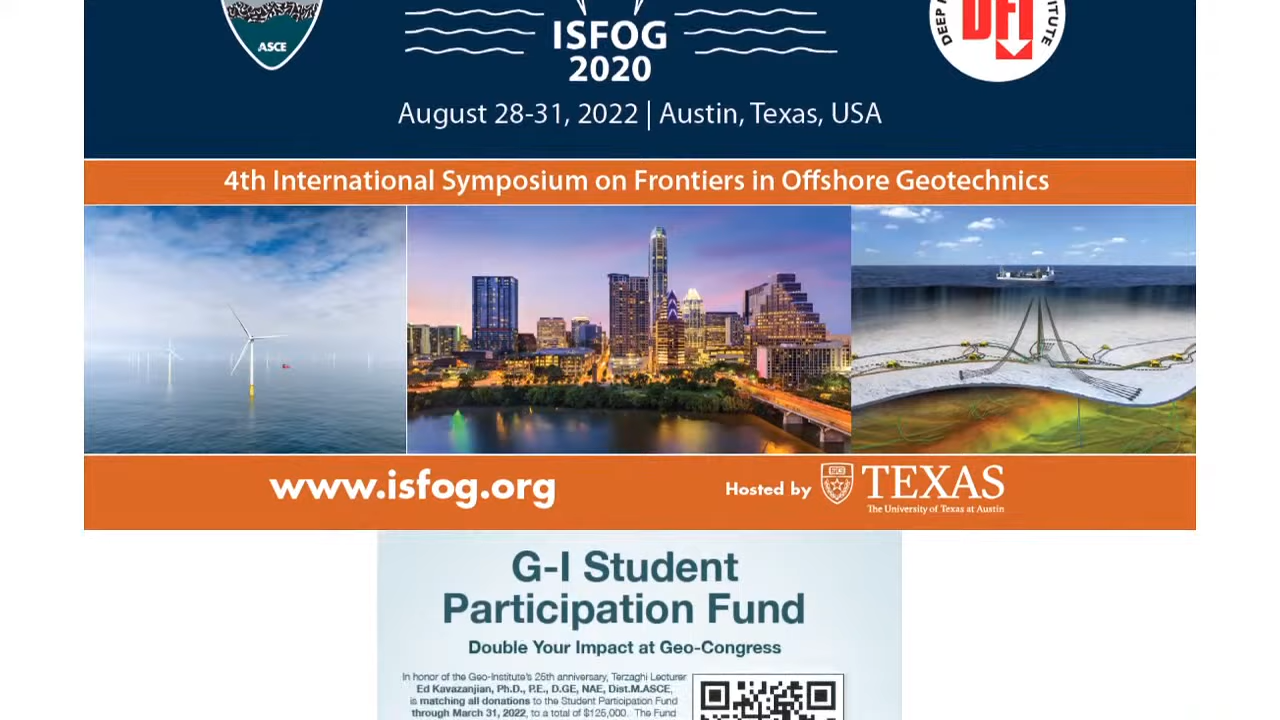 ASCE
ISFOG
2020
DEEP
DFI
August 28-31, 2022 | Austin, Texas, USA
4th International Symposium on Frontiers in Offshore Geotechnics
www.isfog.org
Hosted by
TEXAS
The University of Texas at Austin
G-I Student
Participation Fund
Double Your Impact at Geo-Congress
In honor of the Geo-Institute's 25th anniversary, Terzaghi Lecturer
Ed Kavazanjian, Ph.D., P.E., D.GE, NAE, Dist.M.ASCE,
is matching all donations to the Student Participation Fund
through March 31, 2022, to a total of $125,000. The Fund